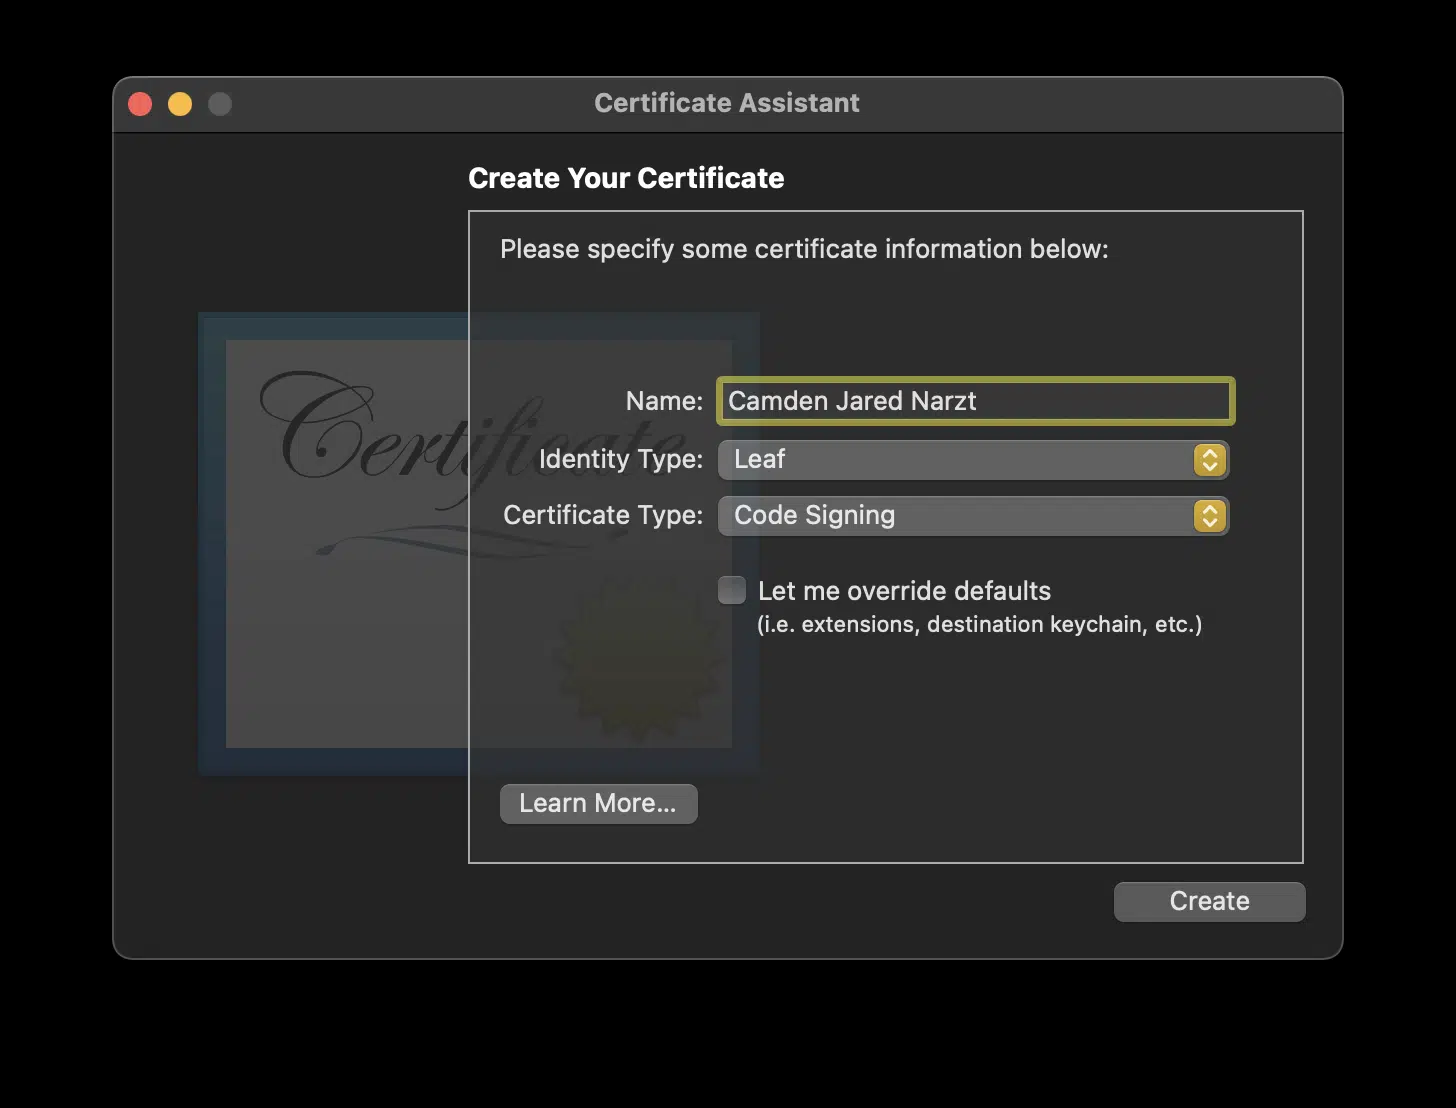 Certificate Assistant
Create Your Certificate
Please specify some certificate information below:
Certificate
Name: Camden Jared Narzt
Identity Type: Leaf
Certificate Type: Code Signing
Let me override defaults
(i.e. extensions, destination keychain, etc.)
Learn More...
Create